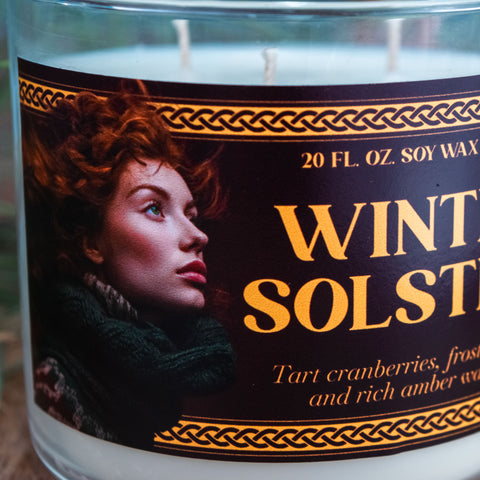 20 FL. OZ. SOY WAX
WINT
SOLST
Tart cranberries, frost
and rich amber wa